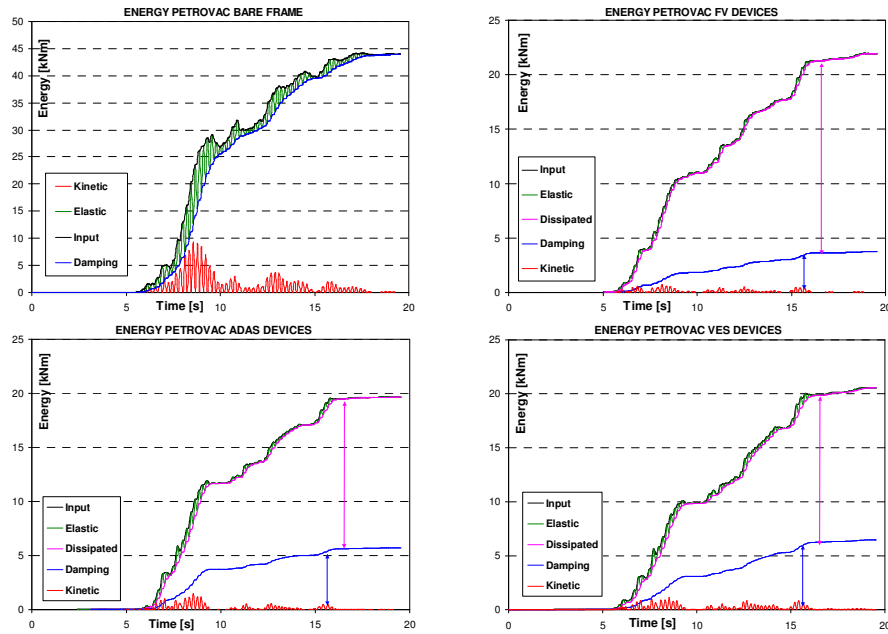 ENERGY PETROVAC BARE FRAME
50
45
40
35
30
25
20
15
10
5
0
Energy [kNm]
Kinetic
Elastic
Input
Damping
0 5 10 15 20
Time [s]
ENERGY PETROVAC FV DEVICES
25
20
15
10
5
0
Energy [kNm]
Input
Elastic
Dissipated
Damping
Kinetic
0 5 10 15 20
Time [s]
ENERGY PETROVAC ADAS DEVICES
25
20
15
10
5
0
Energy [kNm]
Input
Elastic
Dissipated
Damping
Kinetic
0 5 10 15 20
Time [s]
ENERGY PETROVAC VES DEVICES
25
20
15
10
5
0
Energy [kNm]
Input
Elastic
Dissipated
Damping
Kinetic
0 5 10 15 20
Time [s]